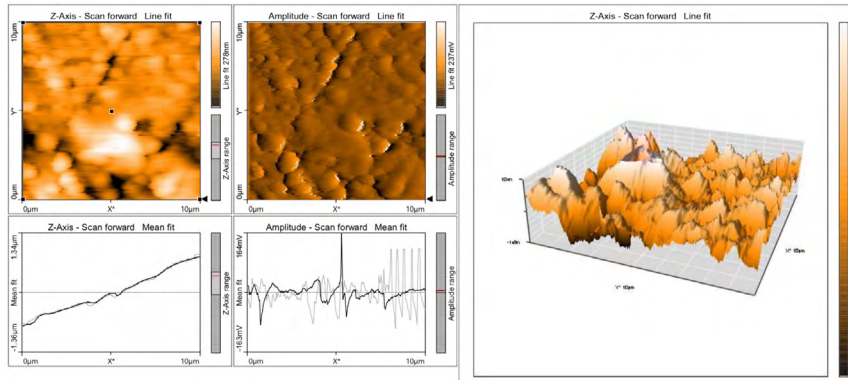 Z-Axis - Scan forward Line fit
10µm
Y*
0µm
0µm
X*
10µm
Line fit 278nm
Z-Axis range
Amplitude - Scan forward Line fit
10µm
Y*
0µm
0µm
X*
10µm
Line fit 237mV
Amplitude range
Z-Axis - Scan forward Mean fit
1.34µm
Mean fit
-1.36µm
0µm
X*
10µm
Z-Axis range
Amplitude - Scan forward Mean fit
164mV
Mean fit
-163mV
0µm
X*
10µm
Amplitude range
Z-Axis - Scan forward Line fit
X* 10µm
Y* 10µm